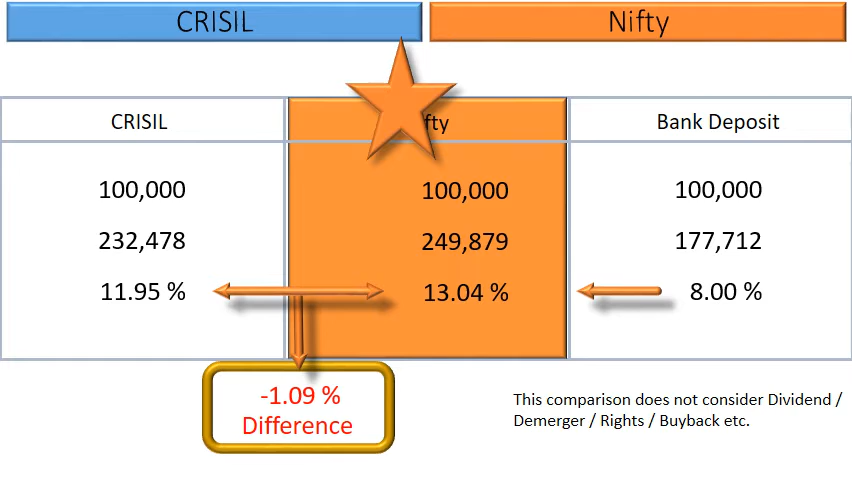 CRISIL
Nifty
CRISIL
fty
Bank Deposit
100,000
100,000
100,000
232,478
249,879
177,712
11.95 %
13.04 %
8.00 %
-1.09 %
Difference
This comparison does not consider Dividend /
Demerger / Rights / Buyback etc.